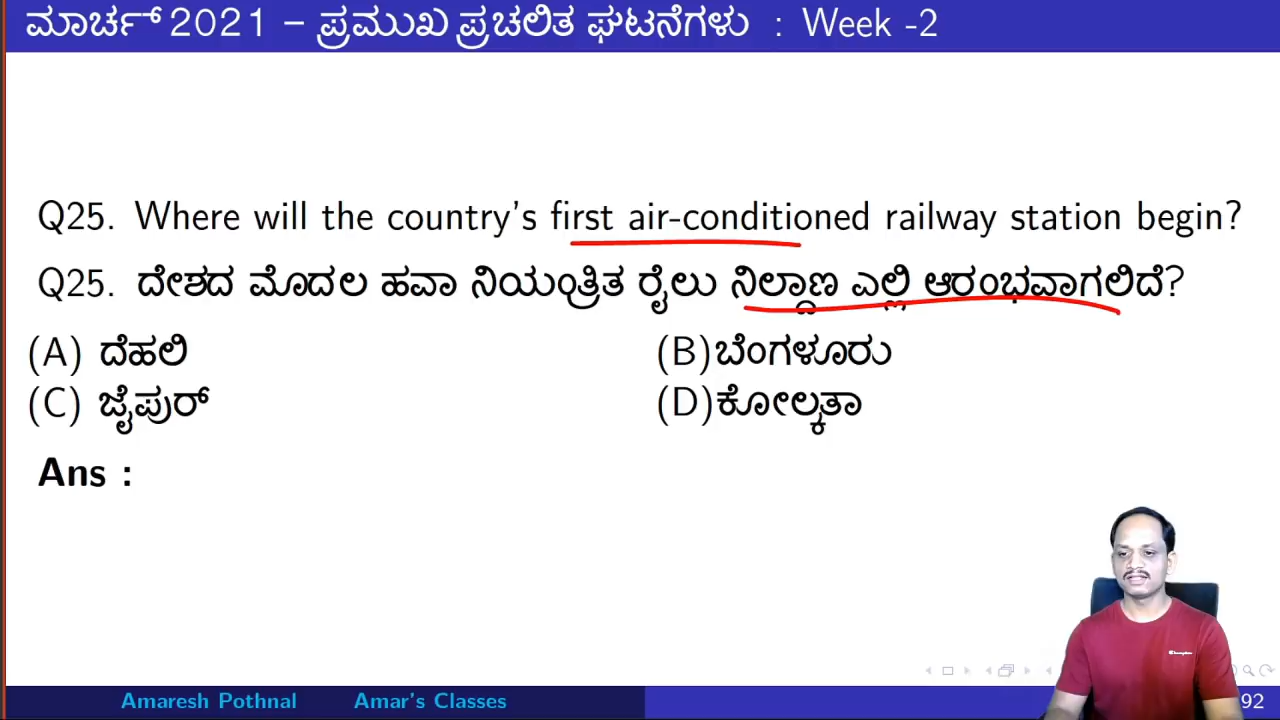 ಮಾರ್ಚ್ 2021 – ಪ್ರಮುಖ ಪ್ರಚಲಿತ ಘಟನೆಗಳು : Week -2
Q25. Where will the country's first air-conditioned railway station begin?
Q25. ದೇಶದ ಮೊದಲ ಹವಾ ನಿಯಂತ್ರಿತ ರೈಲು ನಿಲ್ದಾಣ ಎಲ್ಲಿ ಆರಂಭವಾಗಲಿದೆ?
(A) ದೆಹಲಿ (B)ಬೆಂಗಳೂರು
(C) ಜೈಪುರ್ (D)ಕೋಲ್ಕತಾ
Ans :
Champion
Amaresh Pothnal Amar's Classes 92